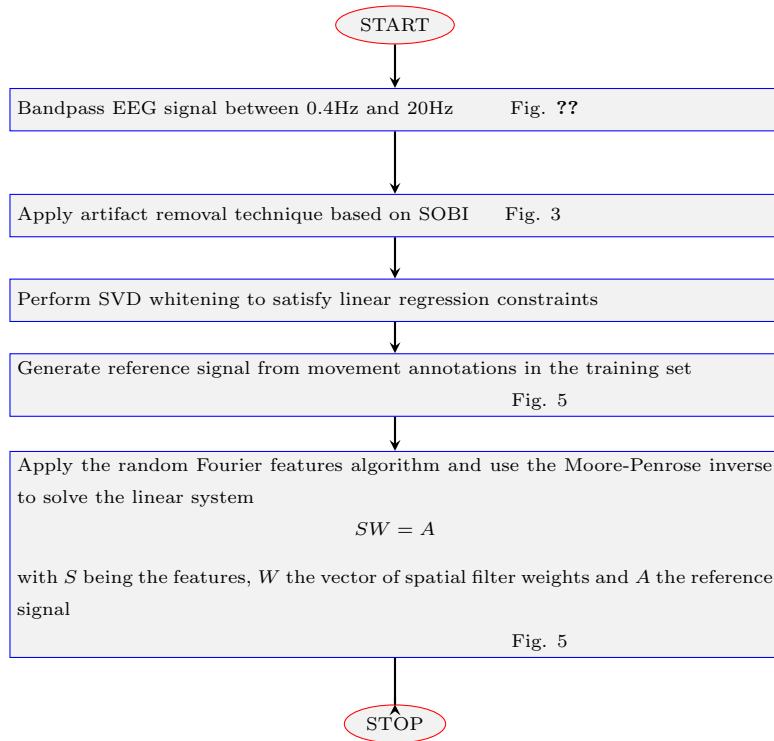 START
Bandpass EEG signal between 0.4Hz and 20Hz Fig. ??
Apply artifact removal technique based on SOBI Fig. 3
Perform SVD whitening to satisfy linear regression constraints
Generate reference signal from movement annotations in the training set
Fig. 5
Apply the random Fourier features algorithm and use the Moore-Penrose inverse
to solve the linear system
SW = A
with S being the features, W the vector of spatial filter weights and A the reference
signal
Fig. 5
STOP